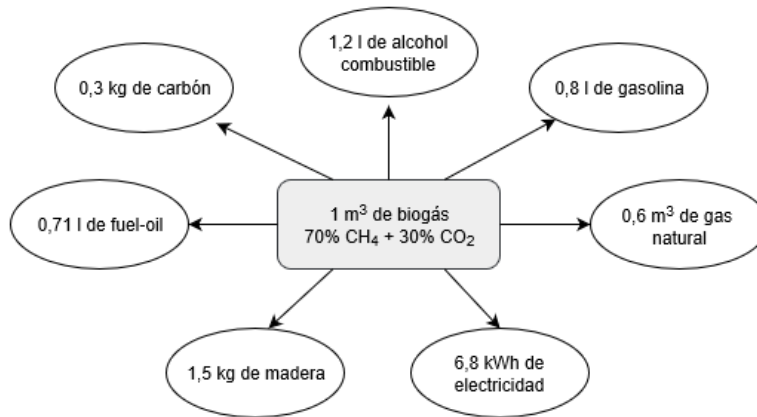 1,2 l de alcohol
combustible
0,3 kg de carbón
0,8 l de gasolina
0,71 l de fuel-oil
1 m³ de biogás
70% CH₄ + 30% CO₂
0,6 m³ de gas
natural
1,5 kg de madera
6,8 kWh de
electricidad